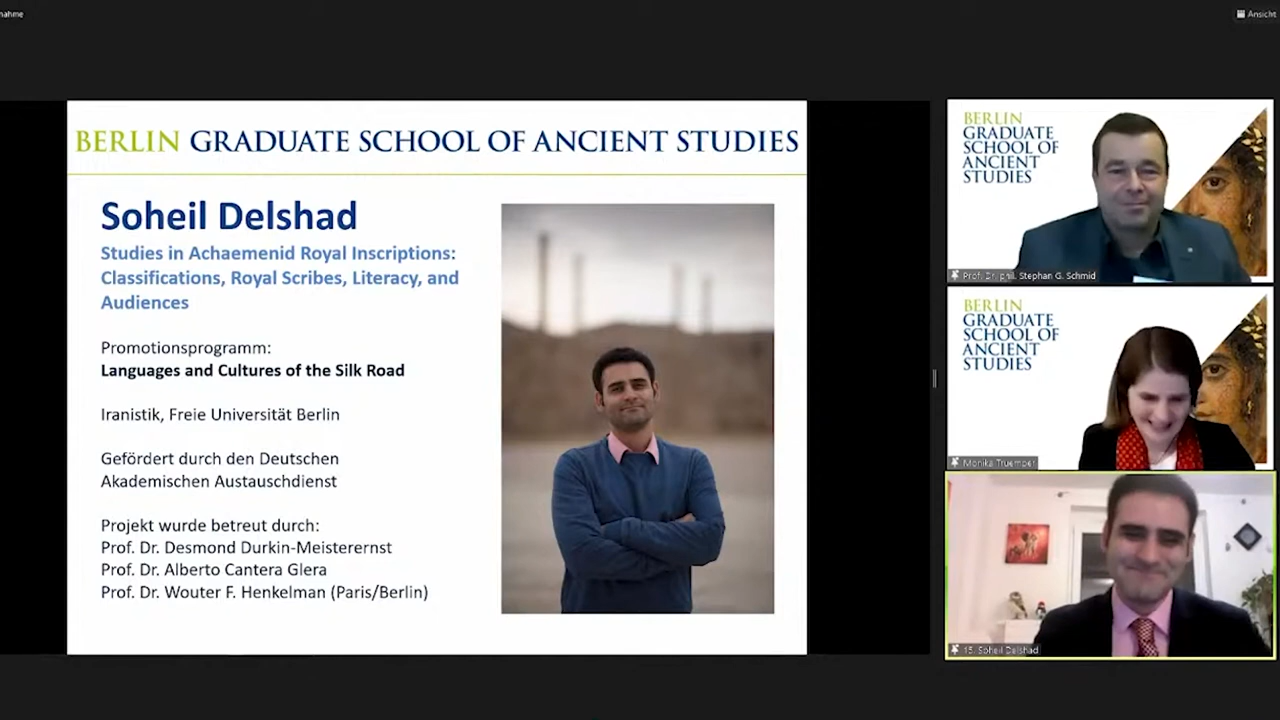 nahme
Ansicht
BERLIN GRADUATE SCHOOL OF ANCIENT STUDIES
Soheil Delshad
Studies in Achaemenid Royal Inscriptions:
Classifications, Royal Scribes, Literacy, and
Audiences
Promotionsprogramm:
Languages and Cultures of the Silk Road
Iranistik, Freie Universität Berlin
Gefördert durch den Deutschen
Akademischen Austauschdienst
Projekt wurde betreut durch:
Prof. Dr. Desmond Durkin-Meisterernst
Prof. Dr. Alberto Cantera Glera
Prof. Dr. Wouter F. Henkelman (Paris/Berlin)
BERLIN
GRADUATE
SCHOOL OF
ANCIENT
STUDIES
Prof. Dr. phil. Stephan G. Schmid
BERLIN
GRADUATE
SCHOOL OF
ANCIENT
STUDIES
Monika Truemper
15. Soheil Delshad